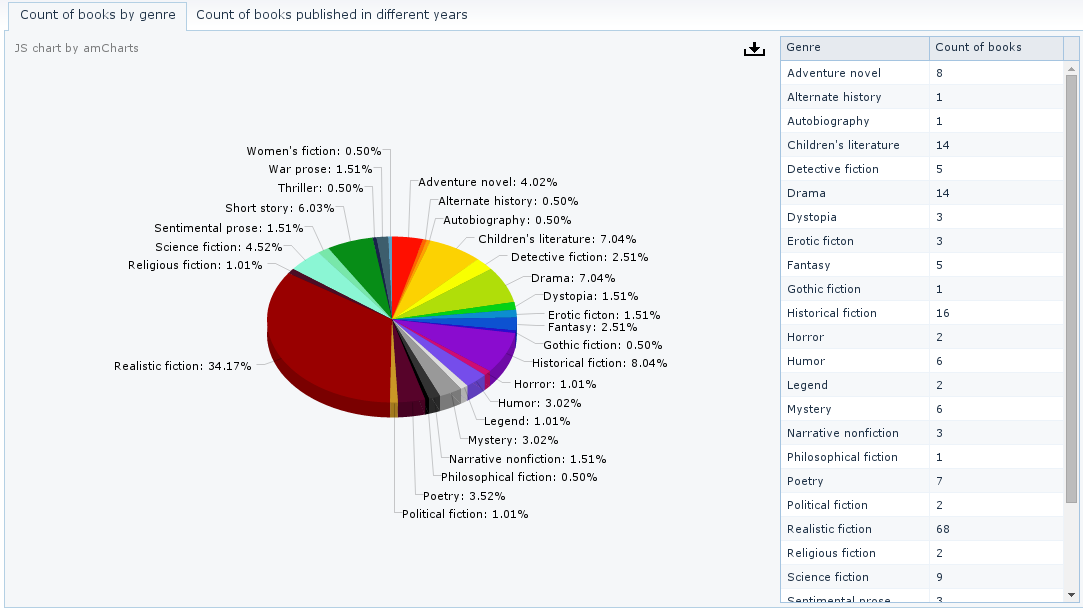 Count of books by genre
Count of books published in different years
JS chart by amCharts
Women's fiction: 0.50%
War prose: 1.51%
Thriller: 0.50%
Short story: 6.03%
Sentimental prose: 1.51%
Science fiction: 4.52%
Religious fiction: 1.01%
Realistic fiction: 34.17%
Adventure novel: 4.02%
Alternate history: 0.50%
Autobiography: 0.50%
Children's literature: 7.04%
Detective fiction: 2.51%
Drama: 7.04%
Dystopia: 1.51%
Erotic ficton: 1.51%
Fantasy: 2.51%
Gothic fiction: 0.50%
Historical fiction: 8.04%
Horror: 1.01%
Humor: 3.02%
Legend: 1.01%
Mystery: 3.02%
Narrative nonfiction: 1.51%
Philosophical fiction: 0.50%
Poetry: 3.52%
Political fiction: 1.01%
Genre Count of books
Adventure novel 8
Alternate history 1
Autobiography 1
Children's literature 14
Detective fiction 5
Drama 14
Dystopia 3
Erotic ficton 3
Fantasy 5
Gothic fiction 1
Historical fiction 16
Horror 2
Humor 6
Legend 2
Mystery 6
Narrative nonfiction 3
Philosophical fiction 1
Poetry 7
Political fiction 2
Realistic fiction 68
Religious fiction 2
Science fiction 9
Sentimental prose 3